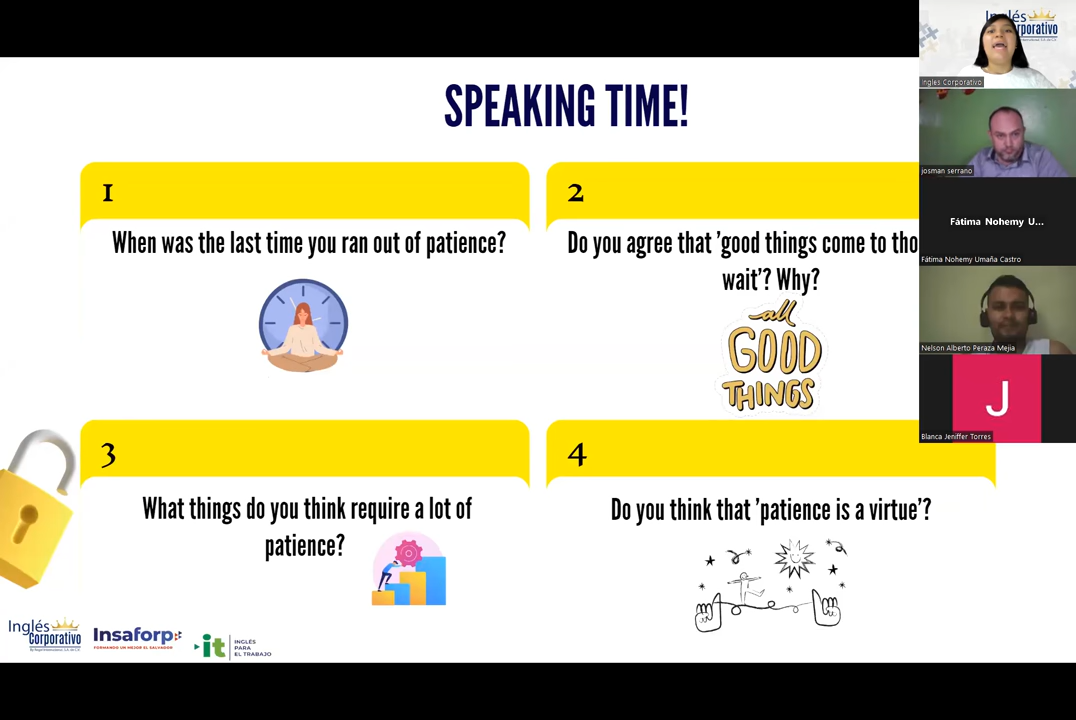 SPEAKING TIME!
1
When was the last time you ran out of patience?
2
Do you agree that 'good things come to tho
wait'? Why?
all
GOOD
THINGS
3
What things do you think require a lot of
patience?
4
Do you think that 'patience is a virtue'?
Inglés
Corporativo
Insaforp
FORMANDO UN MEJOR EL SALVADOR
it
INGLÉS
PARA
EL TRABAJO
Inglés
rporativo
Inglés Corporativo
josman serrano
Fátima Nohemy U...
Fátima Nohemy Umaña Castro
Nelson Alberto Peraza Mejia
J
Blanca Jeniffer Torres